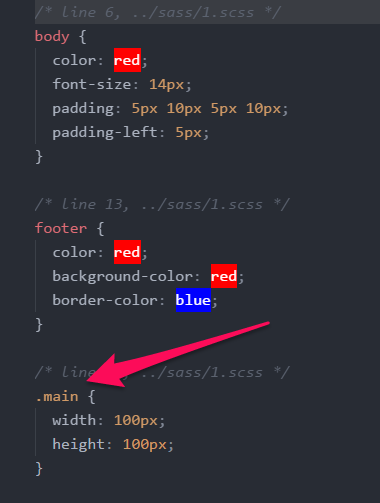 /* line 6, ../sass/1.scss */
body {
  color: red;
  font-size: 14px;
  padding: 5px 10px 5px 10px;
  padding-left: 5px;
}
/* line 13, ../sass/1.scss */
footer {
  color: red;
  background-color: red;
  border-color: blue;
}
/* line , ../sass/1.scss */
.main {
  width: 100px;
  height: 100px;
}